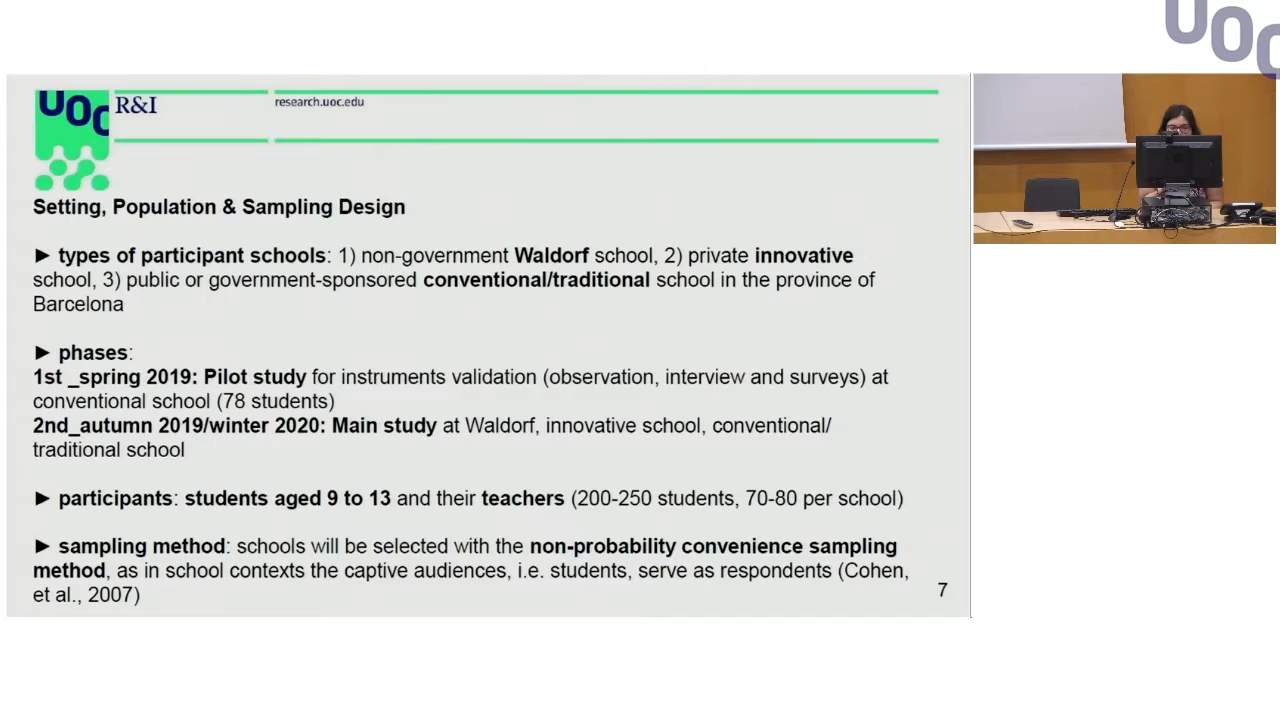 UOC
UOC
R&I
research.uoc.edu
Setting, Population & Sampling Design
► types of participant schools: 1) non-government Waldorf school, 2) private innovative
school, 3) public or government-sponsored conventional/traditional school in the province of
Barcelona
► phases:
1st _spring 2019: Pilot study for instruments validation (observation, interview and surveys) at
conventional school (78 students)
2nd_autumn 2019/winter 2020: Main study at Waldorf, innovative school, conventional/
traditional school
► participants: students aged 9 to 13 and their teachers (200-250 students, 70-80 per school)
► sampling method: schools will be selected with the non-probability convenience sampling
method, as in school contexts the captive audiences, i.e. students, serve as respondents (Cohen,
et al., 2007)
7